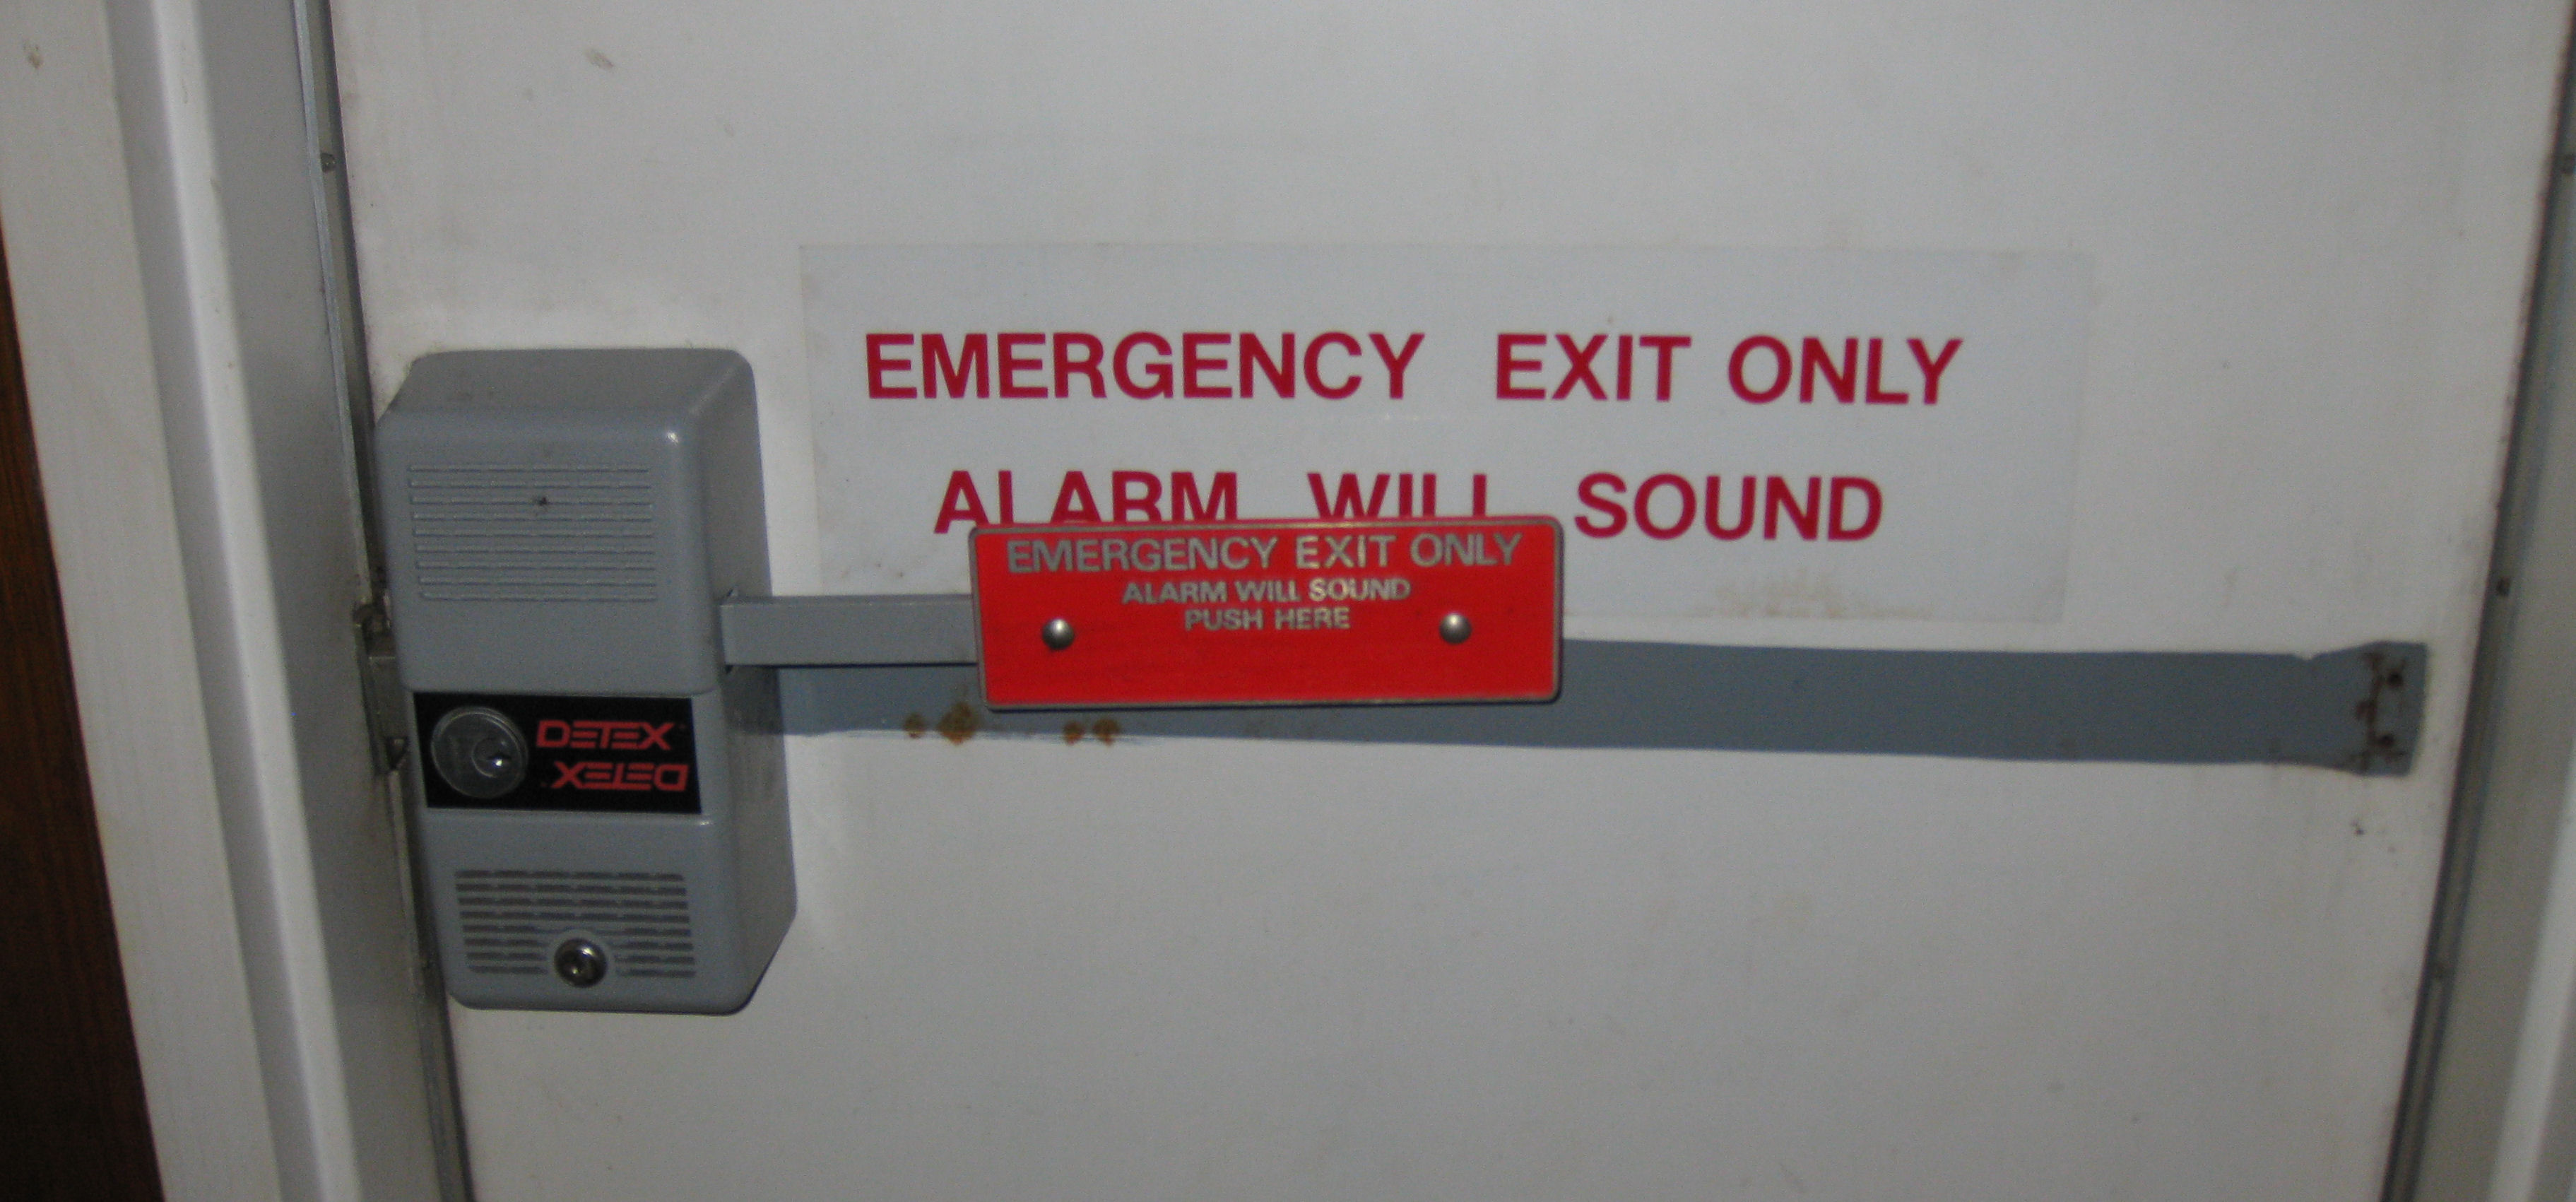 EMERGENCY EXIT ONLY
ALARM WILL SOUND
EMERGENCY EXIT ONLY
ALARM WILL SOUND
PUSH HERE
DETEX
DETEX